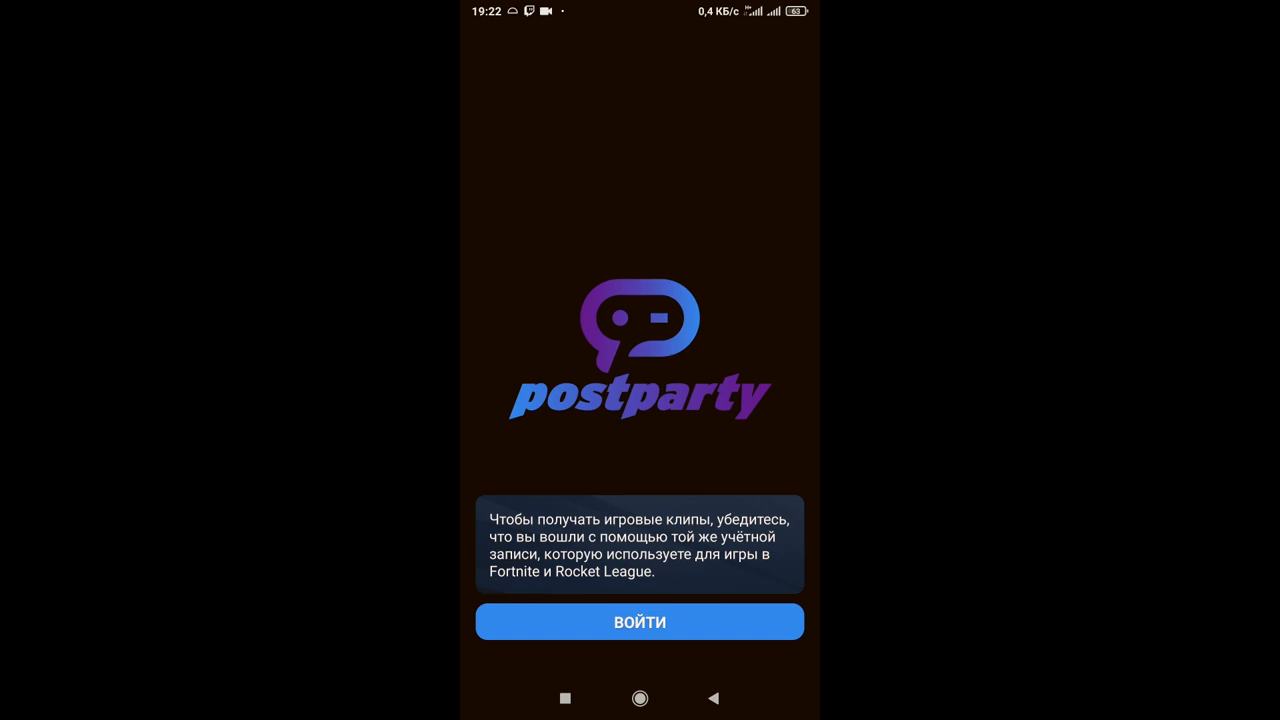 19:22 0,4 КБ/с H+ 63
postparty
Чтобы получать игровые клипы, убедитесь,
что вы вошли с помощью той же учётной
записи, которую используете для игры в
Fortnite и Rocket League.
ВОЙТИ